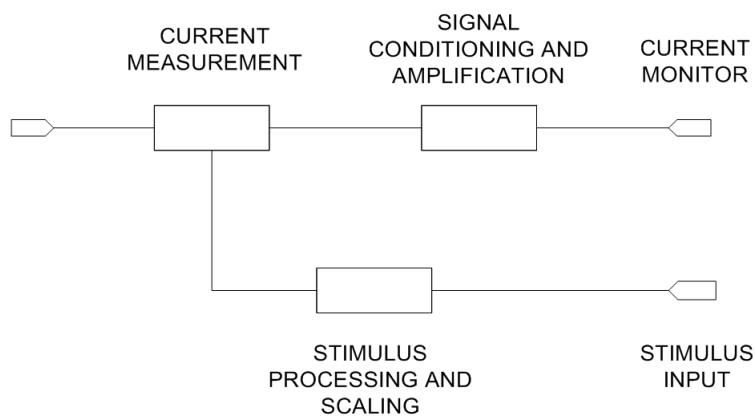 CURRENT
MEASUREMENT
SIGNAL
CONDITIONING AND
AMPLIFICATION
CURRENT
MONITOR
STIMULUS
PROCESSING AND
SCALING
STIMULUS
INPUT